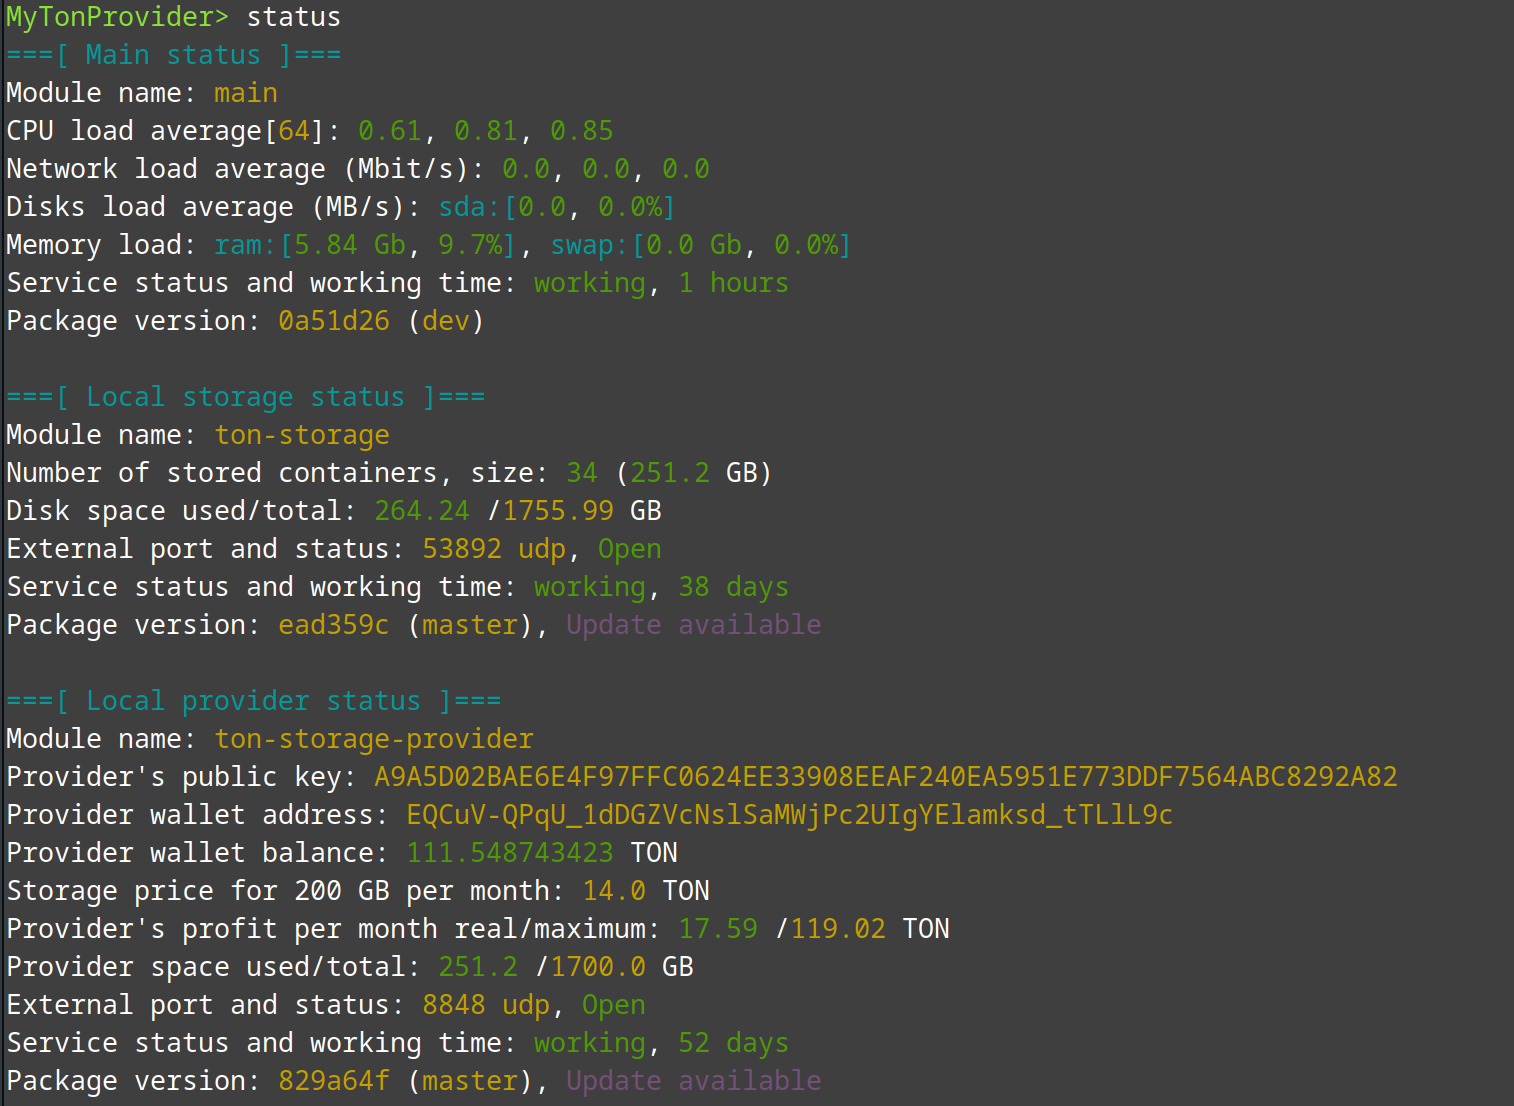 MyTonProvider> status
===[ Main status ]===
Module name: main
CPU load average[64]: 0.61, 0.81, 0.85
Network load average (Mbit/s): 0.0, 0.0, 0.0
Disks load average (MB/s): sda:[0.0, 0.0%]
Memory load: ram:[5.84 Gb, 9.7%], swap:[0.0 Gb, 0.0%]
Service status and working time: working, 1 hours
Package version: 0a51d26 (dev)
===[ Local storage status ]===
Module name: ton-storage
Number of stored containers, size: 34 (251.2 GB)
Disk space used/total: 264.24 /1755.99 GB
External port and status: 53892 udp, Open
Service status and working time: working, 38 days
Package version: ead359c (master), Update available
===[ Local provider status ]===
Module name: ton-storage-provider
Provider's public key: A9A5D02BAE6E4F97FFC0624EE33908EEAF240EA5951E773DDF7564ABC8292A82
Provider wallet address: EQCuV-QPqU_1dDGZVcNslSaMWjPc2UIgYElamksd_tTLlL9c
Provider wallet balance: 111.548743423 TON
Storage price for 200 GB per month: 14.0 TON
Provider's profit per month real/maximum: 17.59 /119.02 TON
Provider space used/total: 251.2 /1700.0 GB
External port and status: 8848 udp, Open
Service status and working time: working, 52 days
Package version: 829a64f (master), Update available